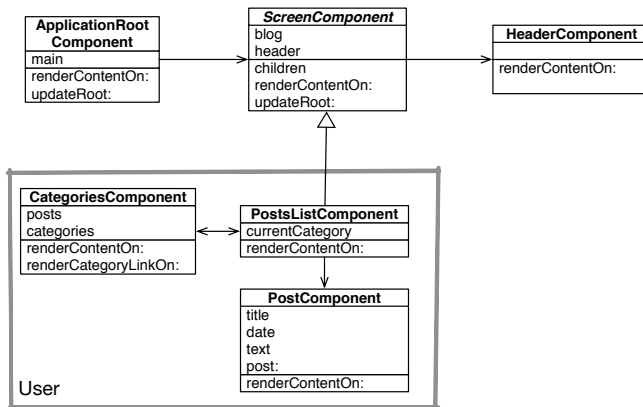 ApplicationRoot
Component
main
renderContentOn:
updateRoot:
ScreenComponent
blog
header
children
renderContentOn:
updateRoot:
HeaderComponent
renderContentOn:
CategoriesComponent
posts
categories
renderContentOn:
renderCategoryLinkOn:
PostsListComponent
currentCategory
renderContentOn:
PostComponent
title
date
text
post:
renderContentOn:
User